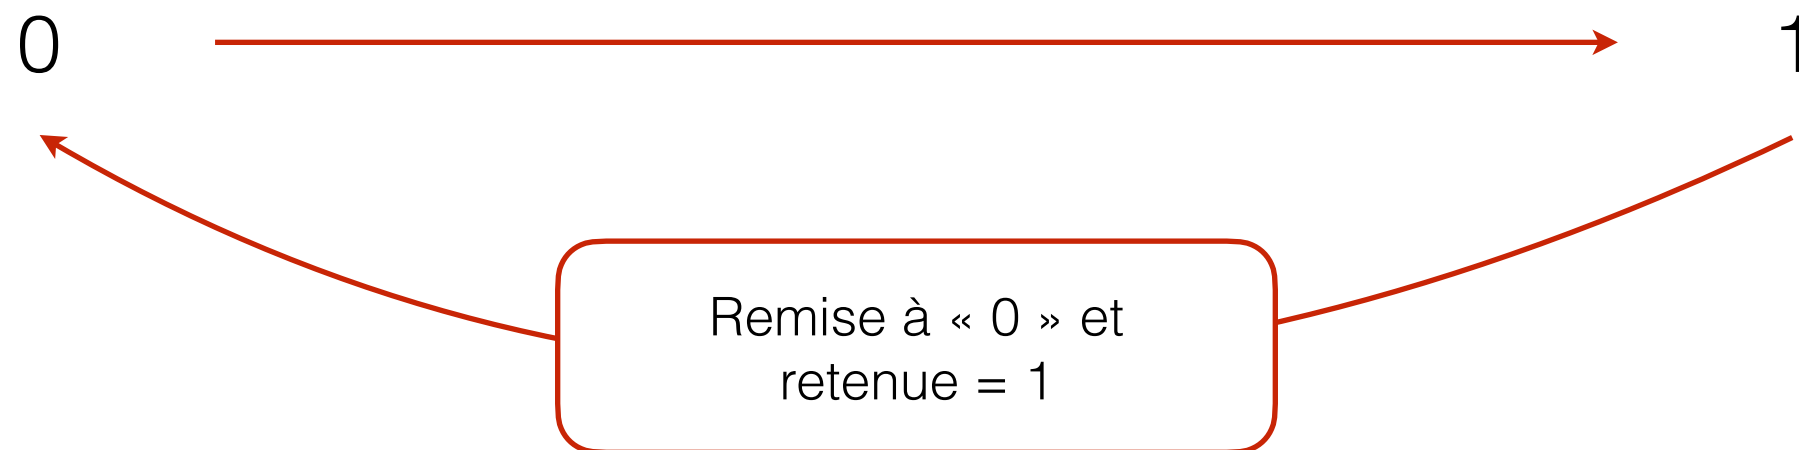 0 1
Remise à « 0 » et
retenue = 1